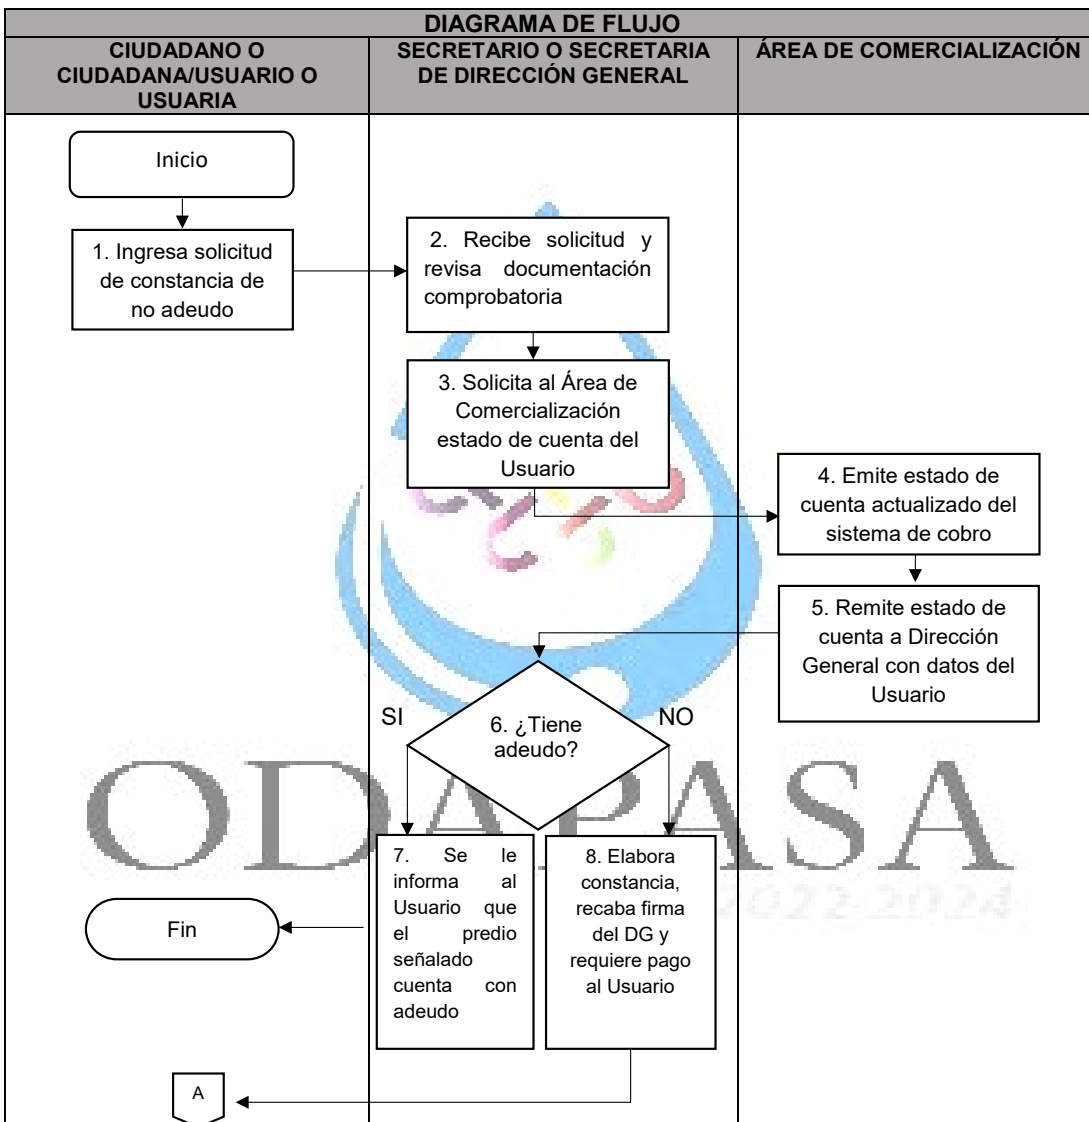 DIAGRAMA DE FLUJO
CIUDADANO O
CIUDADANA/USUARIO O
USUARIA
SECRETARIO O SECRETARIA
DE DIRECCIÓN GENERAL
ÁREA DE COMERCIALIZACIÓN
Inicio
1. Ingresa solicitud
de constancia de
no adeudo
2. Recibe solicitud y
revisa documentación
comprobatoria
3. Solicita al Área de
Comercialización
estado de cuenta del
Usuario
4. Emite estado de
cuenta actualizado del
sistema de cobro
5. Remite estado de
cuenta a Dirección
General con datos del
Usuario
SI
6. ¿Tiene
adeudo?
NO
7. Se le
informa al
Usuario que
el predio
señalado
cuenta con
adeudo
8. Elabora
constancia,
recaba firma
del DG y
requiere pago
al Usuario
Fin
A
ODAPASA
2022-2024